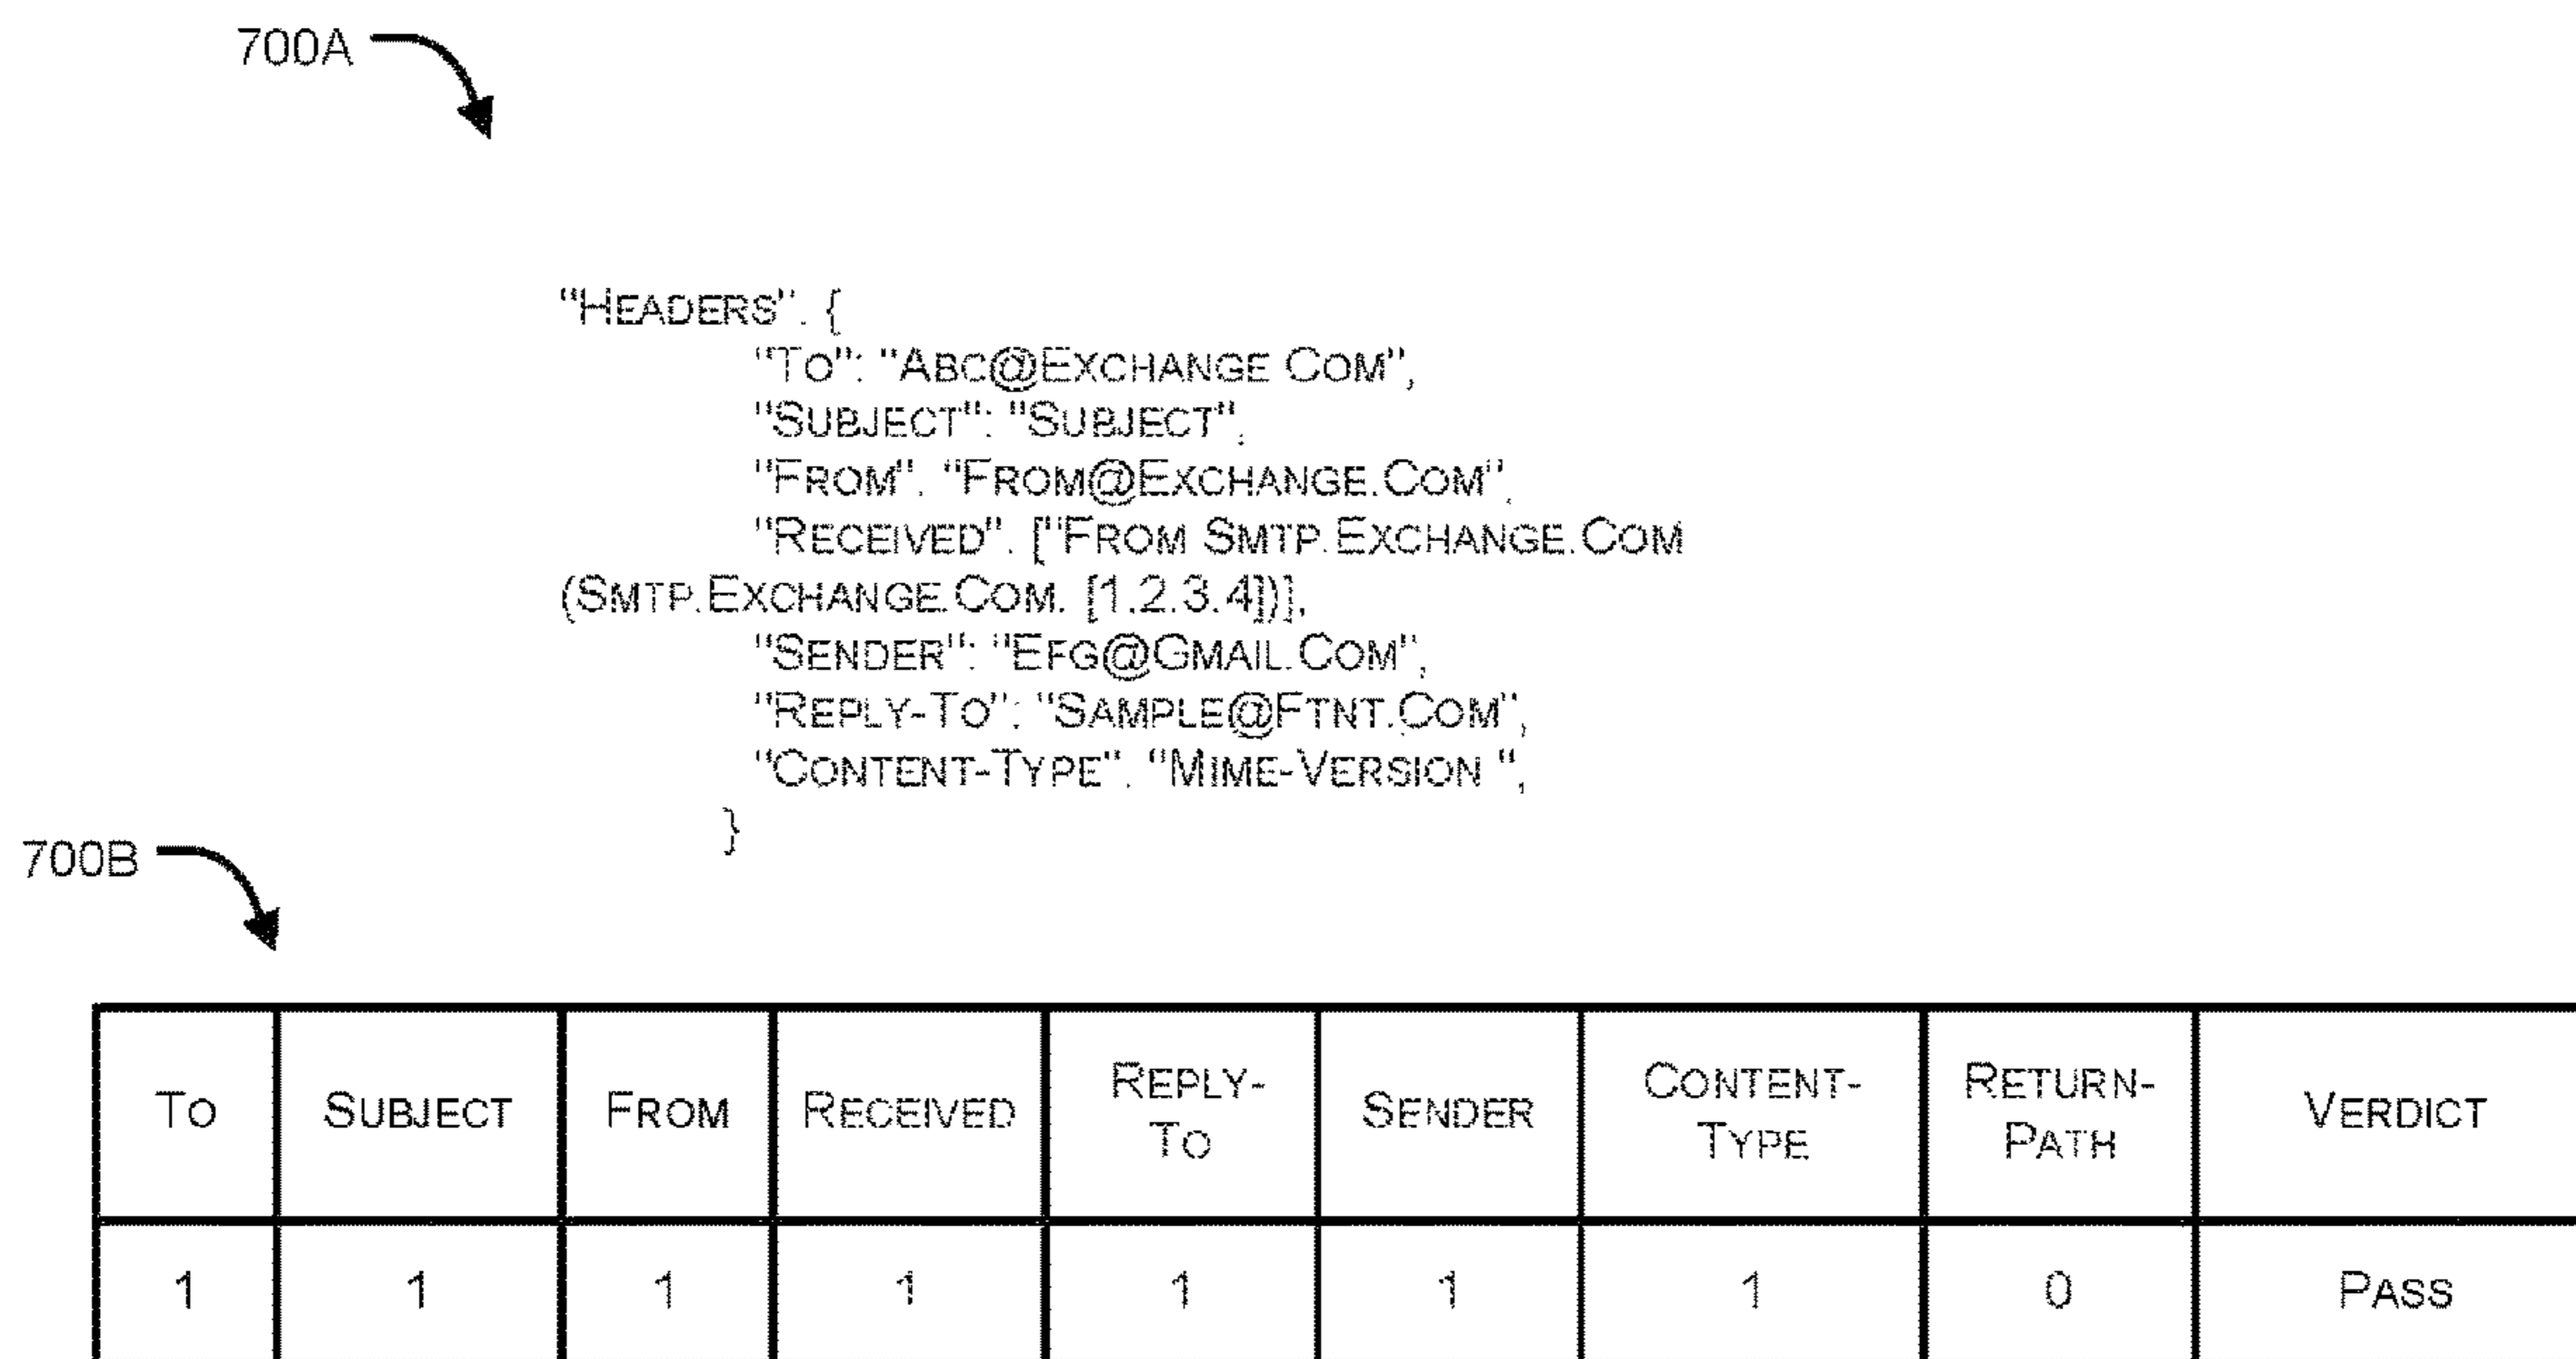 700A
"HEADERS". {
"TO": "ABC@EXCHANGE COM",
"SUBJECT": "SUBJECT",
"FROM". "FROM@EXCHANGE.COM",
"RECEIVED". ["FROM SMTP.EXCHANGE.COM
(SMTP.EXCHANGE.COM. [1.2.3.4])],
"SENDER": "EFG@GMAIL.COM",
"REPLY-TO": "SAMPLE@FTNT.COM",
"CONTENT-TYPE". "MIME-VERSION ",
}
700B
TO SUBJECT FROM RECEIVED REPLY-TO SENDER CONTENT-TYPE RETURN-PATH VERDICT
1 1 1 1 1 1 1 0 PASS